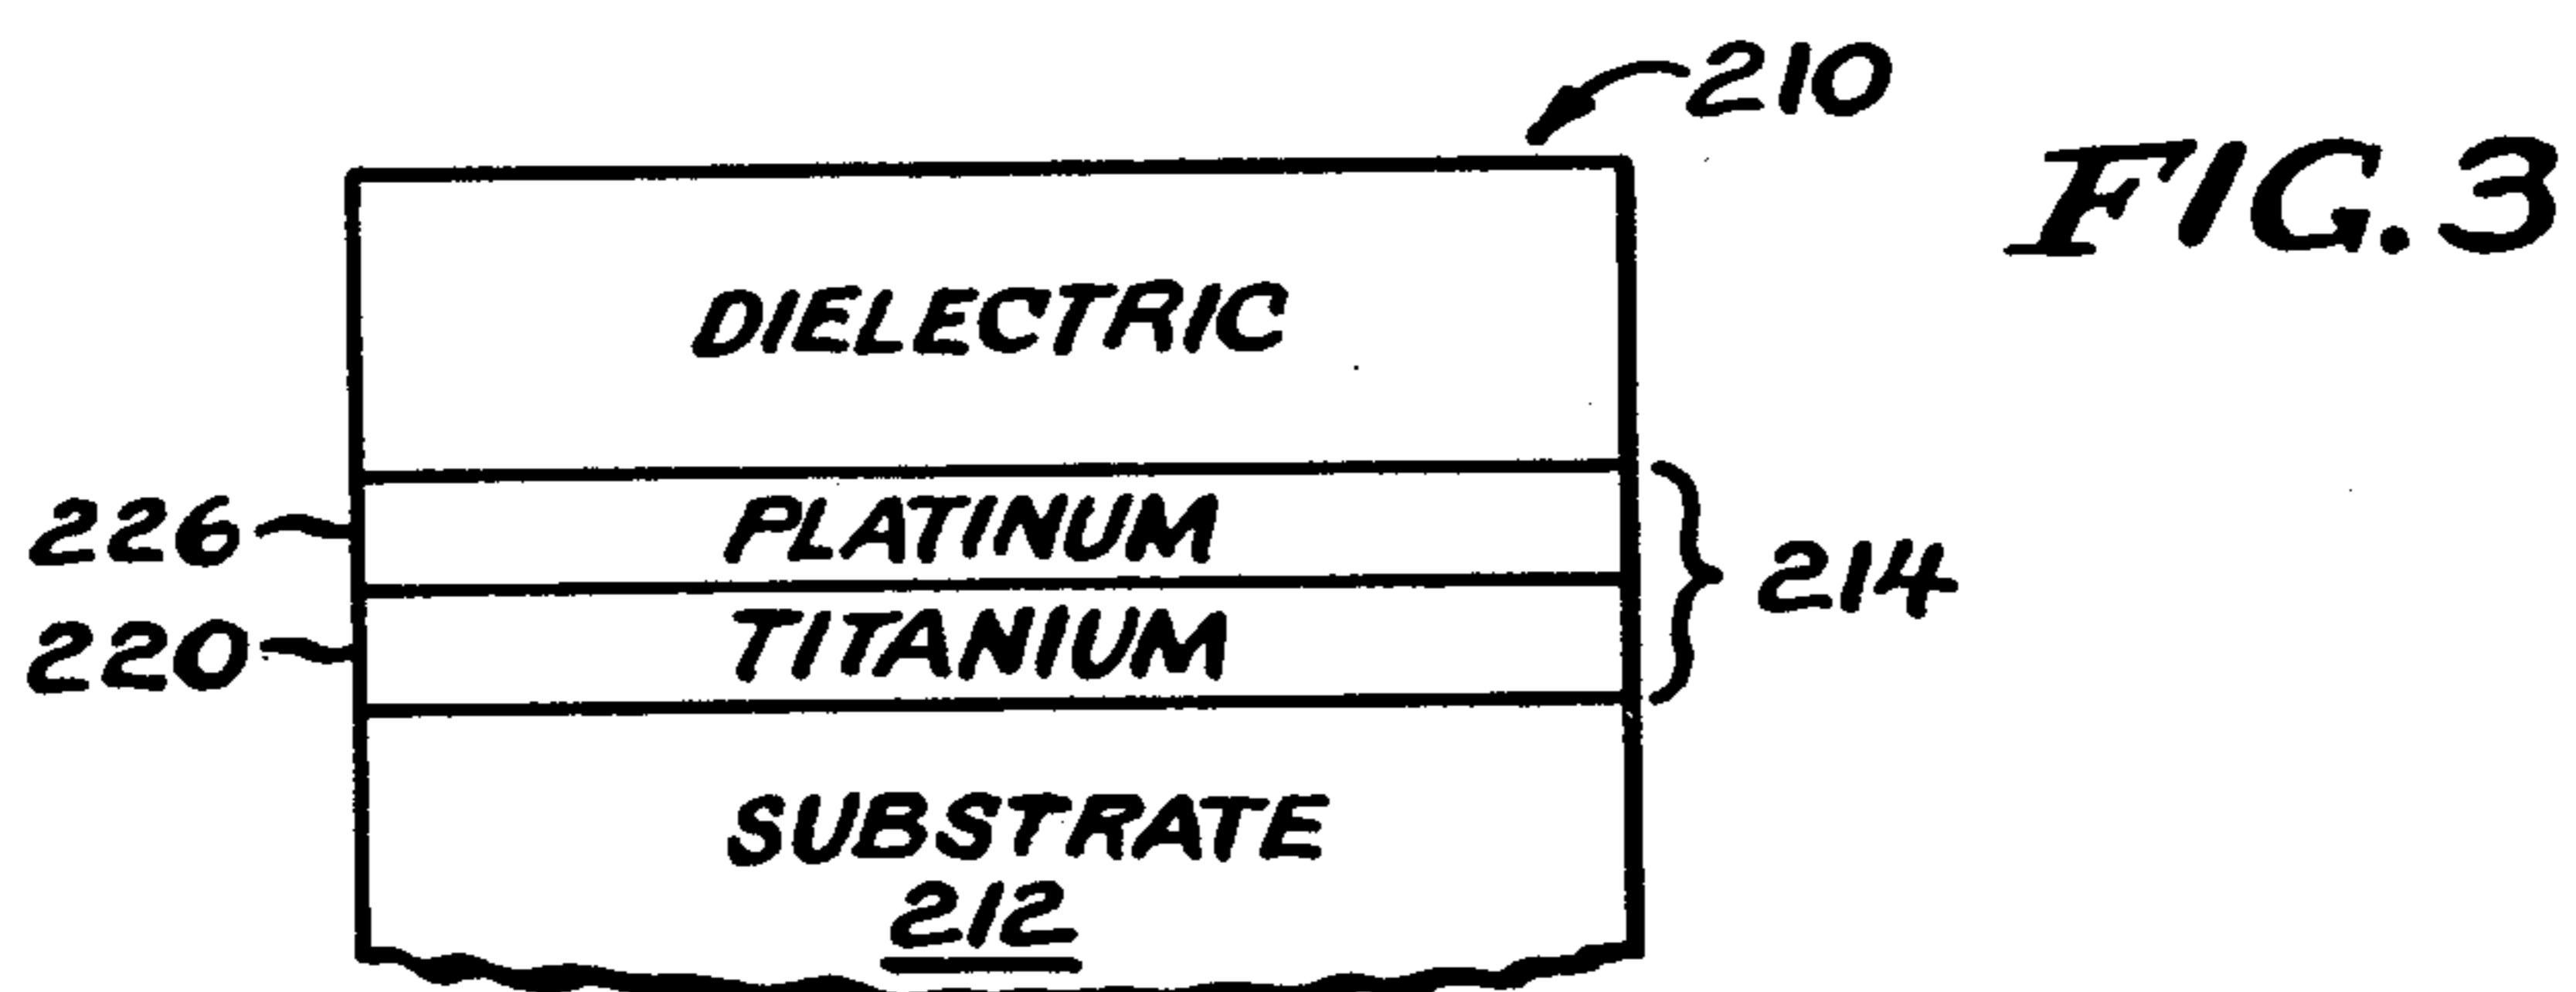 210
FIG. 3
DIELECTRIC
226 PLATINUM
214
220 TITANIUM
SUBSTRATE
212